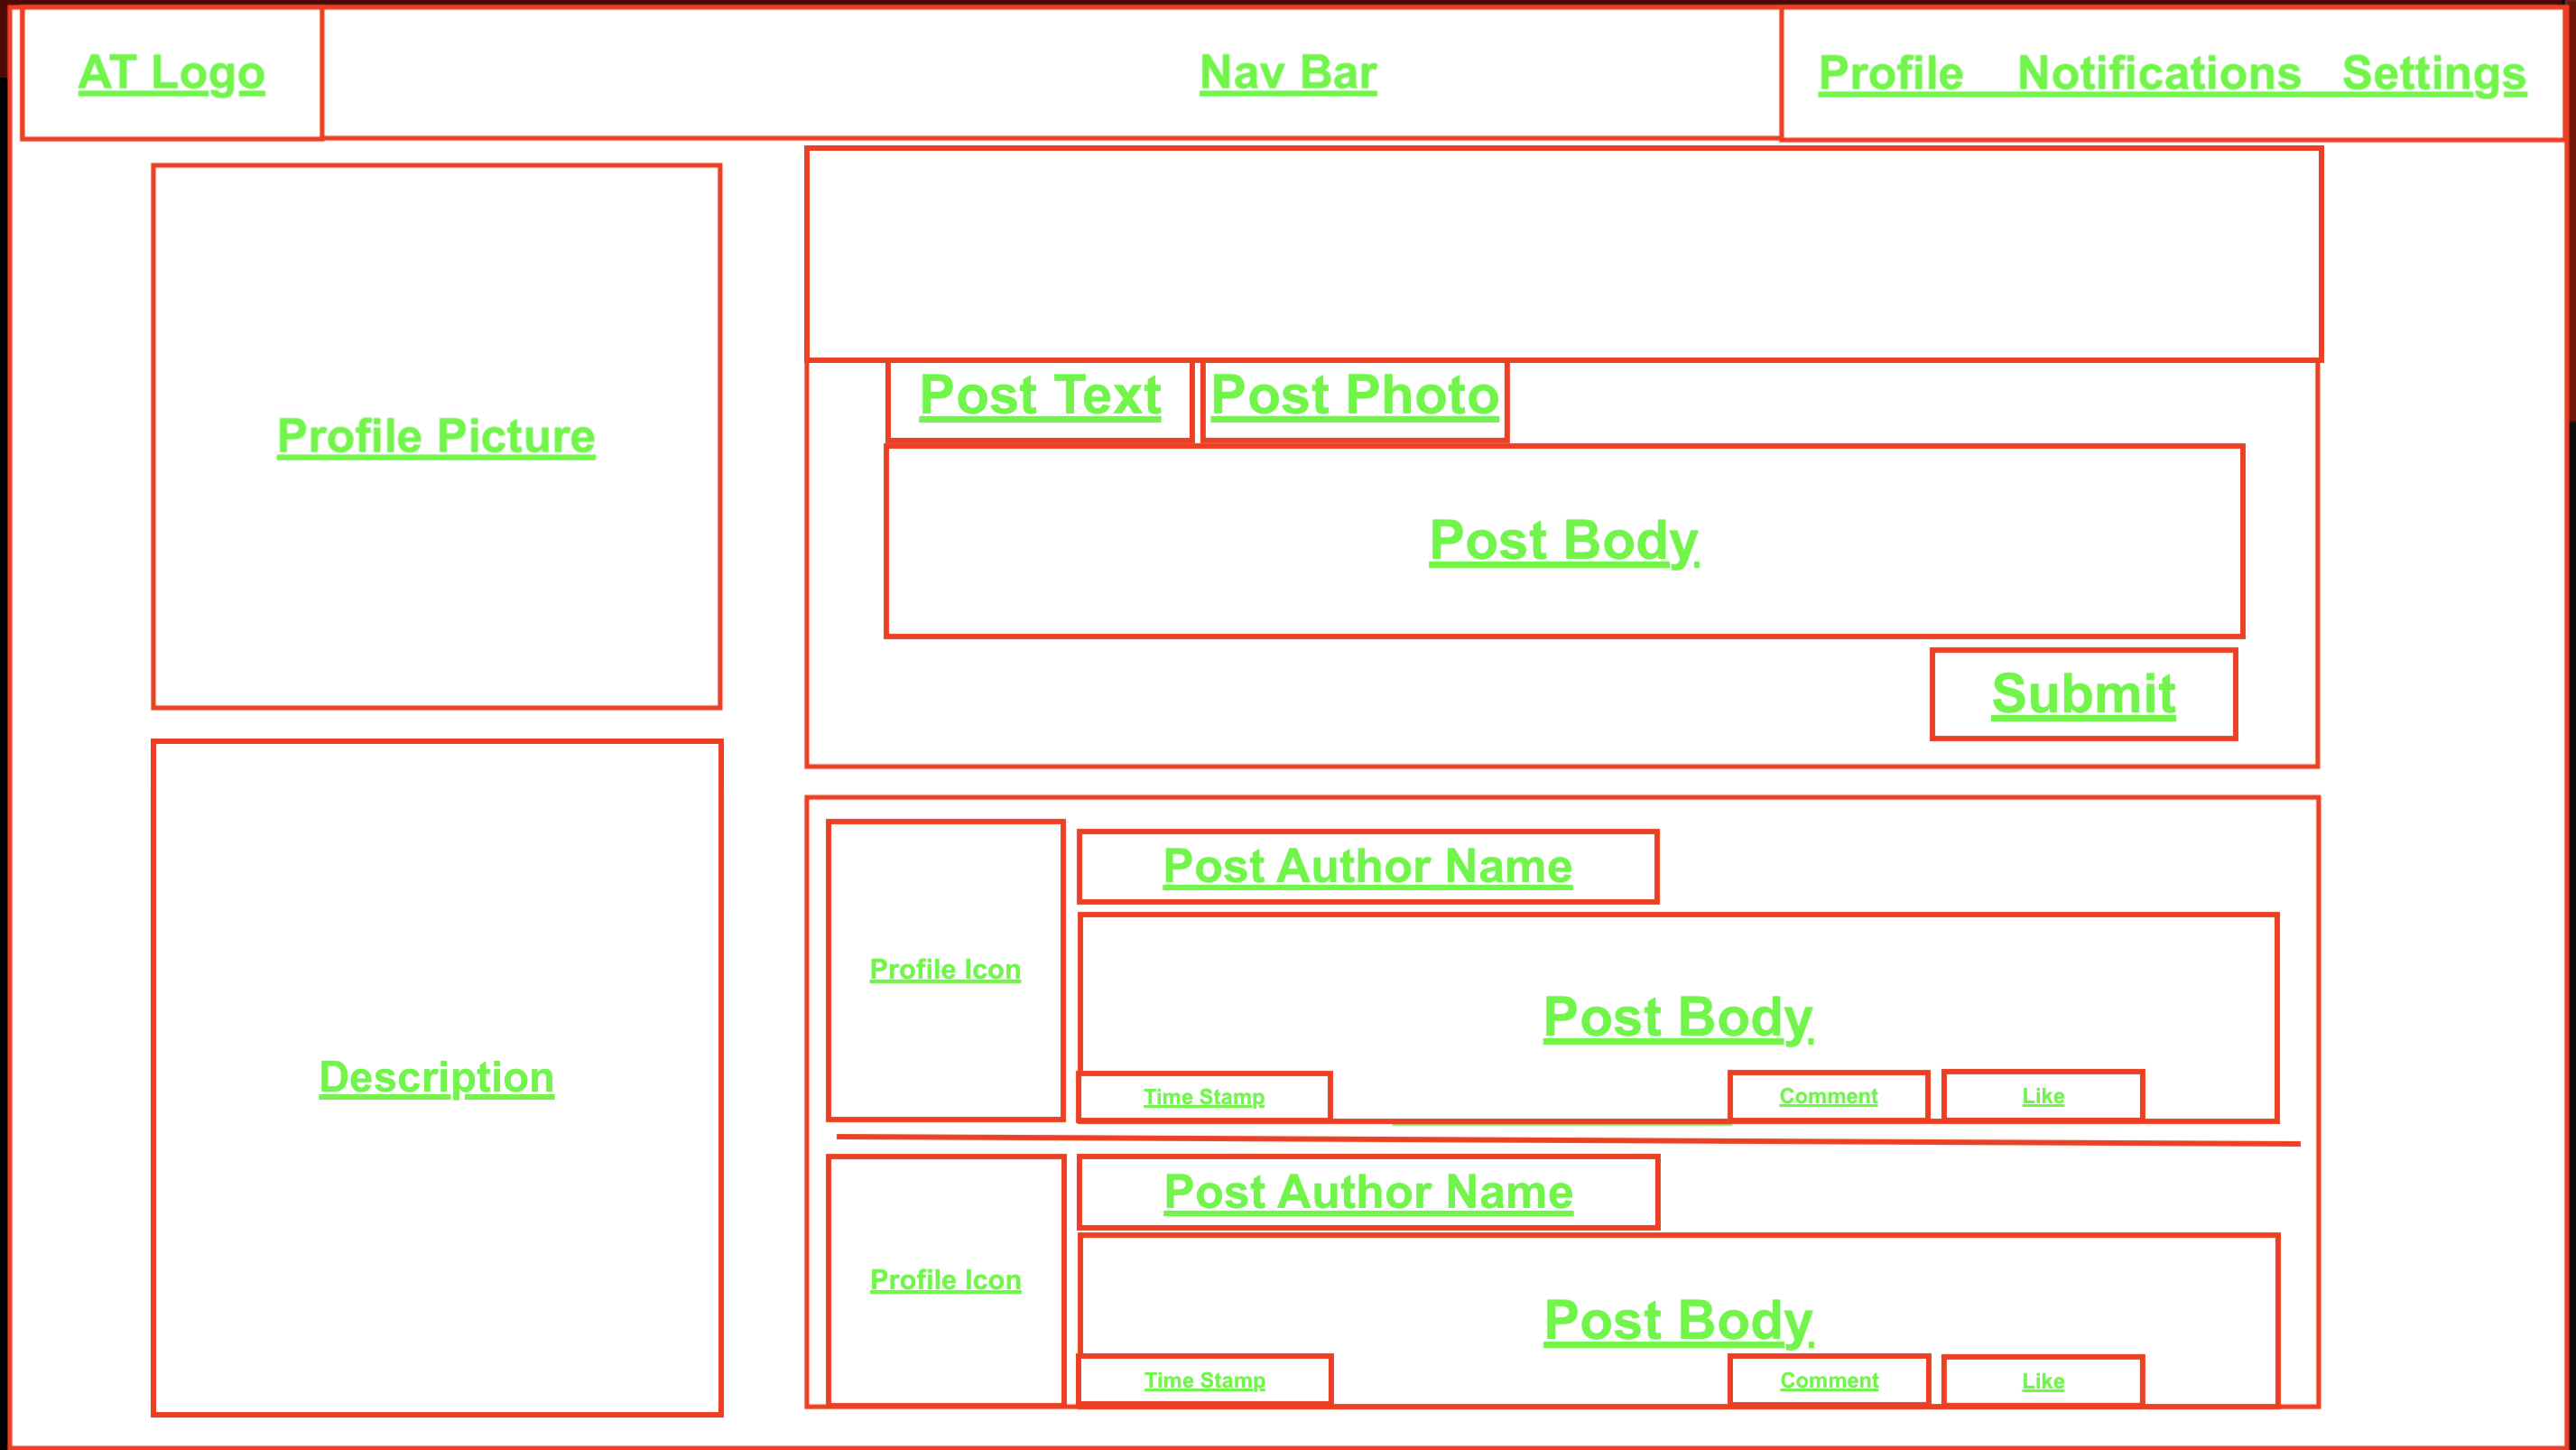 AT Logo
Nav Bar
Profile Notifications Settings
Profile Picture
Description
Post Text
Post Photo
Post Body
Submit
Profile Icon
Post Author Name
Post Body
Time Stamp
Comment
Like
Profile Icon
Post Author Name
Post Body
Time Stamp
Comment
Like